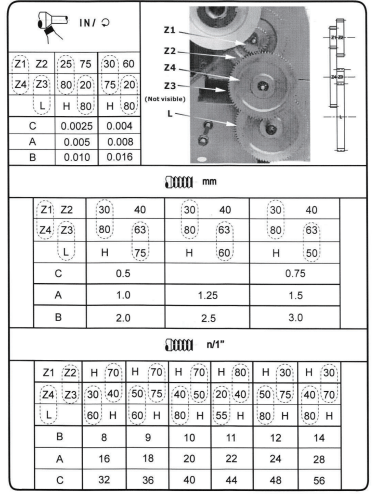 IN/
Z1 Z2 25 75 30 60
Z4 Z3 80 20 75 20
L H 80 H 80
C 0.0025 0.004
A 0.005 0.008
B 0.010 0.016
Z1
Z2
Z4
Z3
(Not visible)
L
Z1 Z2
Z4 Z3
L
mm
Z1 Z2 30 40 30 40 30 40
Z4 Z3 80 63 80 63 80 63
L H 75 H 60 H 50
C 0.5 0.75
A 1.0 1.25 1.5
B 2.0 2.5 3.0
n/1"
Z1 Z2 H 70 H 70 H 70 H 80 H 30 H 30
Z4 Z3 30 40 50 75 40 50 20 40 50 75 40 70
L 60 H 60 H 80 H 55 H 80 H 80 H
B 8 9 10 11 12 14
A 16 18 20 22 24 28
C 32 36 40 44 48 56